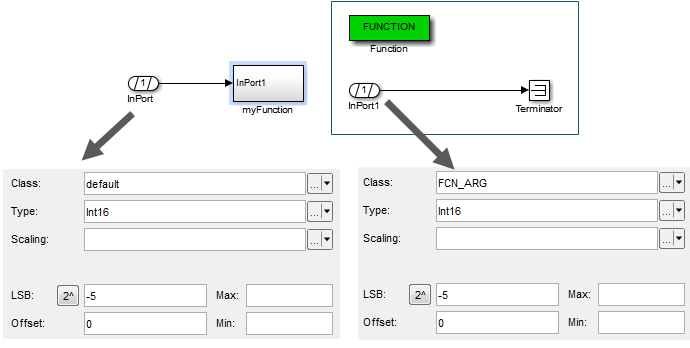 FUNCTION
Function
1
InPort1
InPort
myFunction
1
InPort1
Terminator
Class: default ...
Type: Int16 ...
Scaling: ...
LSB: 2^ -5 Max:
Offset: 0 Min:
Class: FCN_ARG ...
Type: Int16 ...
Scaling: ...
LSB: 2^ -5 Max:
Offset: 0 Min: